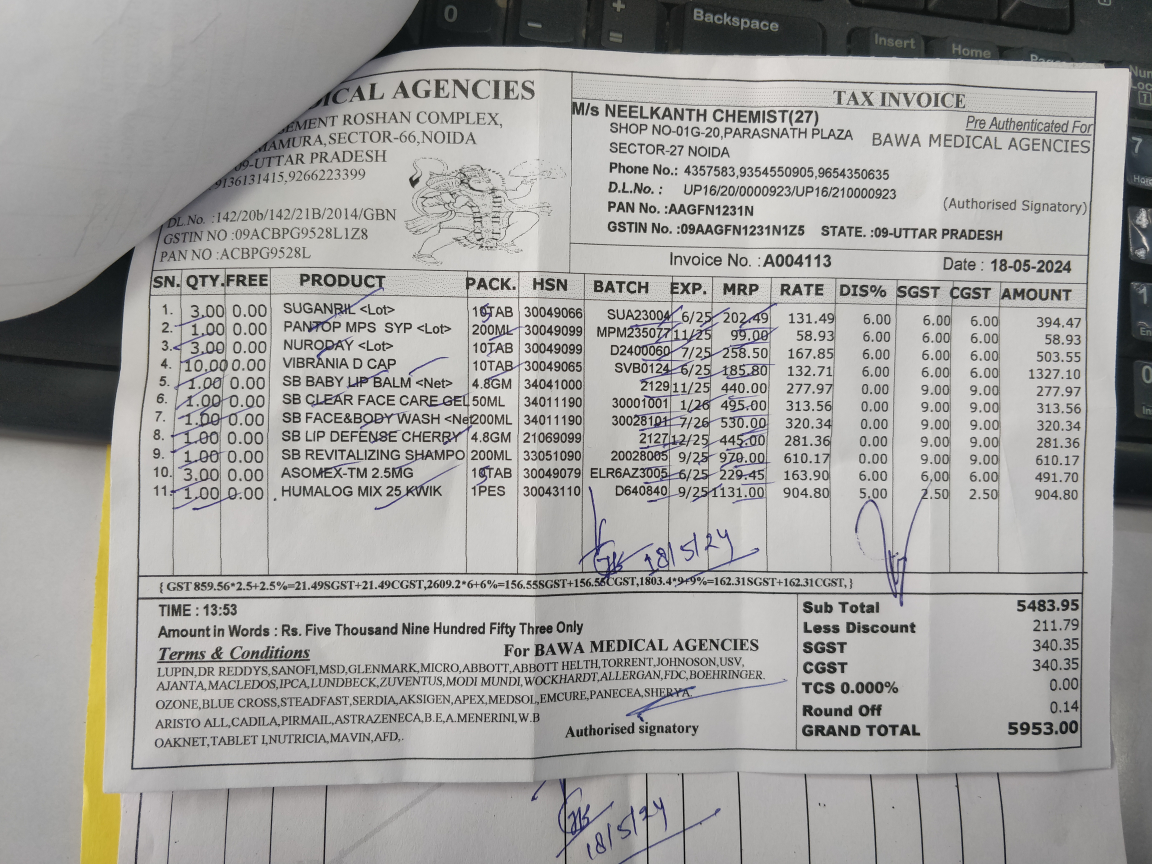 Backspace
Insert
Home
DICAL AGENCIES
EMENT ROSHAN COMPLEX,
MAMURA,SECTOR-66,NOIDA
09-UTTAR PRADESH
9136131415,9266223399
DL.No. :142/20b/142/21B/2014/GBN
GSTIN NO :09ACBPG9528L1Z8
PAN NO :ACBPG9528L
TAX INVOICE
M/s NEELKANTH CHEMIST(27)
SHOP NO-01G-20,PARASNATH PLAZA
SECTOR-27 NOIDA
Phone No.: 4357583,9354550905,9654350635
D.L.No. : UP16/20/0000923/UP16/210000923
PAN No. :AAGFN1231N
GSTIN No. :09AAGFN1231N1Z5 STATE. :09-UTTAR PRADESH
Pre Authenticated For
BAWA MEDICAL AGENCIES
(Authorised Signatory)
Invoice No. :A004113 Date : 18-05-2024
SN. QTY. FREE PRODUCT PACK. HSN BATCH EXP. MRP RATE DIS% SGST CGST AMOUNT
1. 3.00 0.00 SUGANRIL <Lot> 10TAB 30049066 SUA23004 6/25 202.49 131.49 6.00 6.00 6.00 394.47
2. 1.00 0.00 PANTOP MPS SYP <Lot> 200ML 30049099 MPM235077 11/25 99.00 58.93 6.00 6.00 6.00 58.93
3. 3.00 0.00 NURODAY <Lot> 10TAB 30049099 D2400060 7/25 258.50 167.85 6.00 6.00 6.00 503.55
4. 10.00 0.00 VIBRANIA D CAP 10TAB 30049065 SVB0124 6/25 185.80 132.71 6.00 6.00 6.00 1327.10
5. 1.00 0.00 SB BABY LIP BALM <Net> 4.8GM 34041000 2129 11/25 440.00 277.97 0.00 9.00 9.00 277.97
6. 1.00 0.00 SB CLEAR FACE CARE GEL 50ML 34011190 30001001 1/26 495.00 313.56 0.00 9.00 9.00 313.56
7. 1.00 0.00 SB FACE&BODY WASH <Ne 200ML 34011190 30028101 7/26 530.00 320.34 0.00 9.00 9.00 320.34
8. 1.00 0.00 SB LIP DEFENSE CHERRY 4.8GM 21069099 2127 12/25 445.00 281.36 0.00 9.00 9.00 281.36
9. 1.00 0.00 SB REVITALIZING SHAMPO 200ML 33051090 20028005 9/25 970.00 610.17 0.00 9.00 9.00 610.17
10. 3.00 0.00 ASOMEX-TM 2.5MG 10TAB 30049079 ELR6AZ3005 6/25 229.45 163.90 6.00 6.00 6.00 491.70
11. 1.00 0.00 HUMALOG MIX 25 KWIK 1PES 30043110 D640840 9/25 1131.00 904.80 5.00 2.50 2.50 904.80
18/5/24
{ GST 859.56*2.5+2.5%=21.49SGST+21.49CGST,2609.2*6+6%=156.55SGST+156.55CGST,1803.4*9+9%=162.31SGST+162.31CGST, }
TIME : 13:53
Amount in Words : Rs. Five Thousand Nine Hundred Fifty Three Only
Terms & Conditions
For BAWA MEDICAL AGENCIES
LUPIN,DR REDDYS,SANOFI,MSD,GLENMARK,MICRO,ABBOTT,ABBOTT HELTH,TORRENT,JOHNOSON,USV,
AJANTA,MACLEDOS,IPCA,LUNDBECK,ZUVENTUS,MODI MUNDI,WOCKHARDT,ALLERGAN,FDC,BOEHRINGER.
OZONE,BLUE CROSS,STEADFAST,SERDIA,AKSIGEN,APEX,MEDSOL,EMCURE,PANECEA,SHERYA.
ARISTO ALL,CADILA,PIRMAIL,ASTRAZENECA,B.E,A.MENERINI,W.B
OAKNET,TABLET I,NUTRICIA,MAVIN,AFD,.
Authorised signatory
Sub Total 5483.95
Less Discount 211.79
SGST 340.35
CGST 340.35
TCS 0.000% 0.00
Round Off 0.14
GRAND TOTAL 5953.00
18/5/24